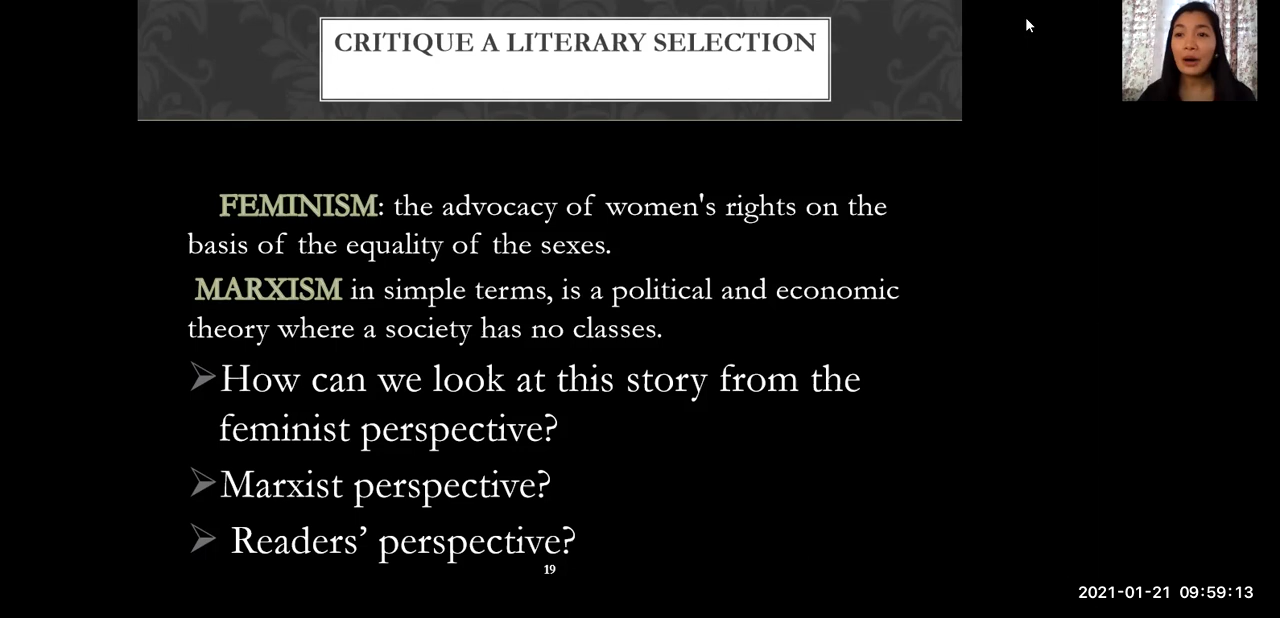 CRITIQUE A LITERARY SELECTION
FEMINISM: the advocacy of women's rights on the
basis of the equality of the sexes.
MARXISM in simple terms, is a political and economic
theory where a society has no classes.
How can we look at this story from the
feminist perspective?
Marxist perspective?
Readers’ perspective?
19
2021-01-21 09:59:13